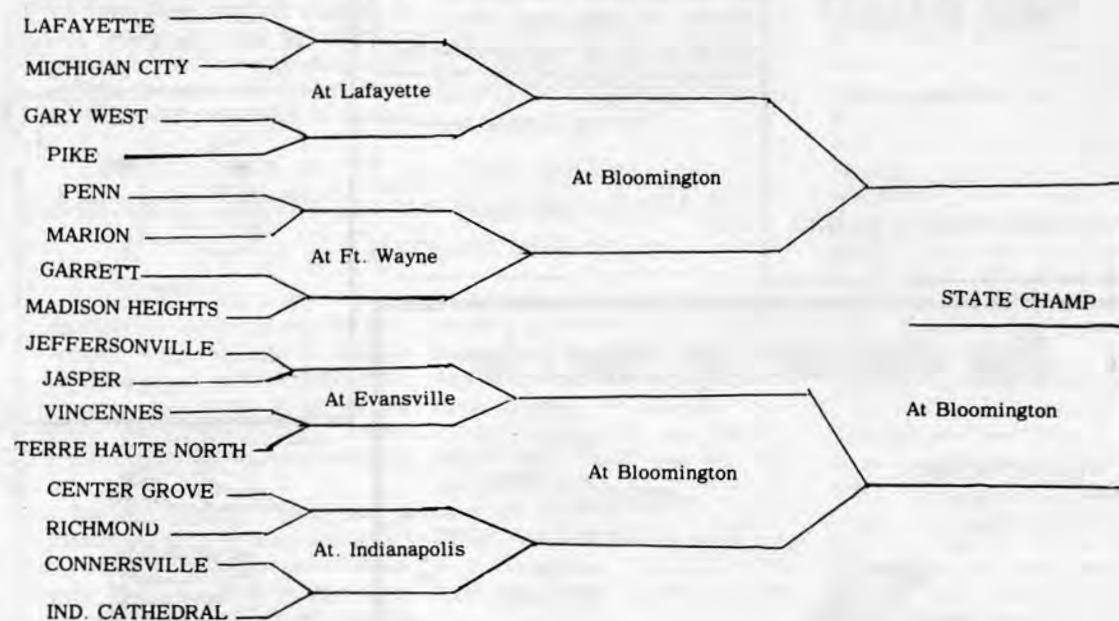 LAFAYETTE
MICHIGAN CITY
At Lafayette
GARY WEST
PIKE
At Bloomington
PENN
MARION
At Ft. Wayne
GARRETT
MADISON HEIGHTS
STATE CHAMP
JEFFERSONVILLE
JASPER
At Evansville
VINCENNES
TERRE HAUTE NORTH
At Bloomington
At Bloomington
CENTER GROVE
RICHMOND
At. Indianapolis
CONNERSVILLE
IND. CATHEDRAL